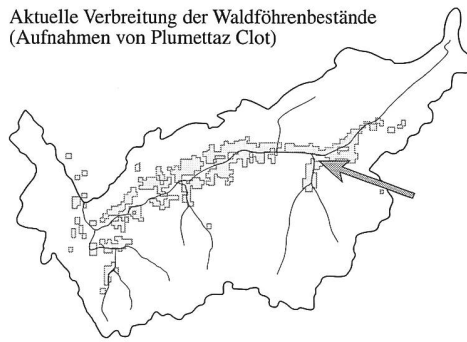 Aktuelle Verbreitung der Waldföhrenbestände
(Aufnahmen von Plumettaz Clot)